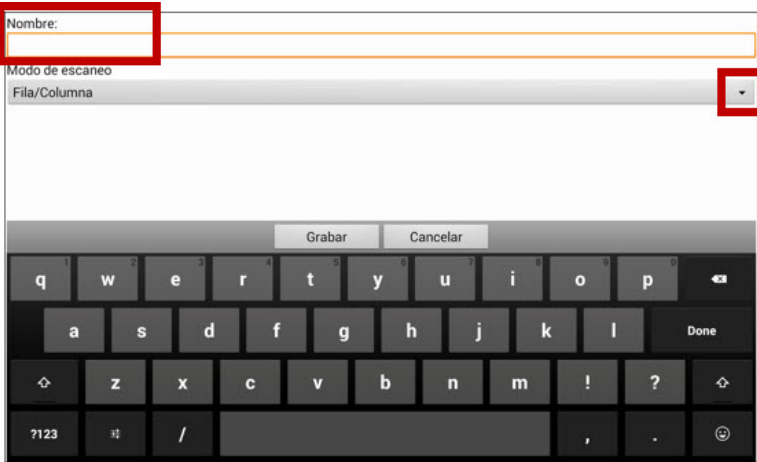 Nombre:
Modo de escaneo
Fila/Columna
Grabar Cancelar
1 2 3 4 5 6 7 8 9 0
q w e r t y u i o p
a s d f g h j k l Done
z x c v b n m ! ?
?123 / , .